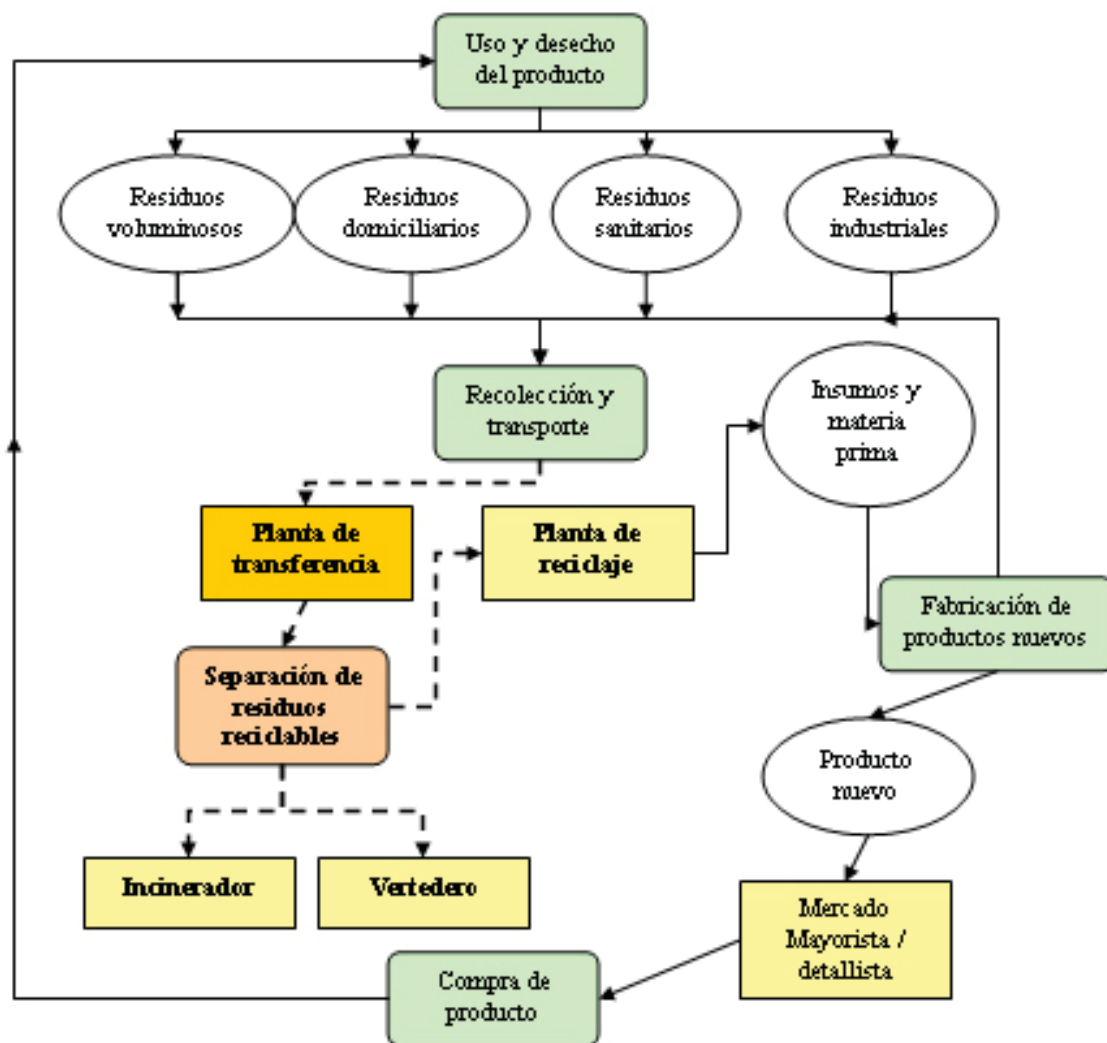 Uso y desecho
del producto
Residuos
voluminosos
Residuos
domiciliarios
Residuos
sanitarios
Residuos
industriales
Recolección y
transporte
Insumos y
materia
prima
Planta de
transferencia
Planta de
reciclaje
Fabricación de
productos nuevos
Separación de
residuos
reciclables
Producto
nuevo
Incinerador
Vertedero
Mercado
Mayorista /
detallista
Compra de
producto